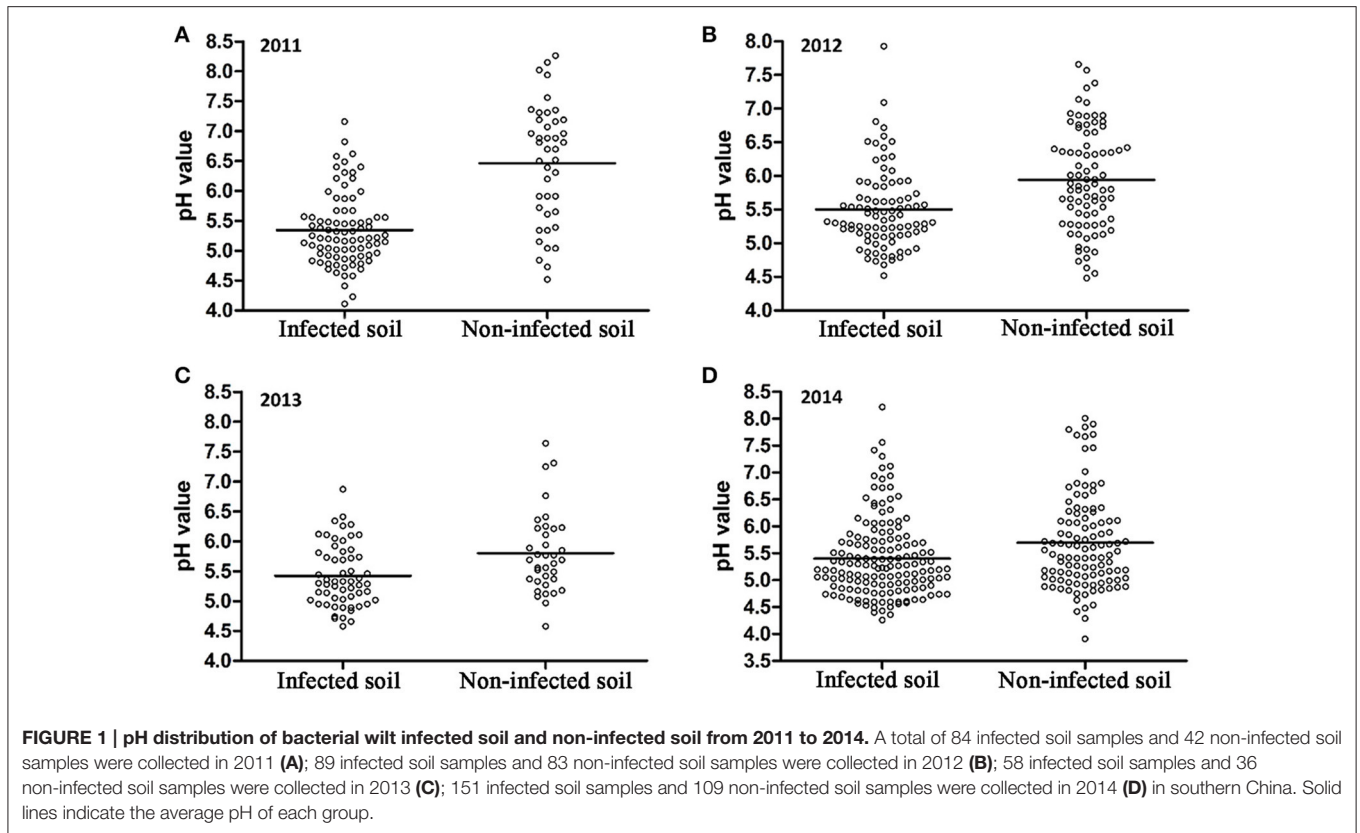 A
2011
8.5
8.0
7.5
7.0
6.5
6.0
5.5
5.0
4.5
4.0
pH value
Infected soil
Non-infected soil
B
2012
8.0
7.5
7.0
6.5
6.0
5.5
5.0
4.5
4.0
pH value
Infected soil
Non-infected soil
C
2013
8.5
8.0
7.5
7.0
6.5
6.0
5.5
5.0
4.5
4.0
pH value
Infected soil
Non-infected soil
D
2014
8.5
8.0
7.5
7.0
6.5
6.0
5.5
5.0
4.5
4.0
3.5
pH value
Infected soil
Non-infected soil
FIGURE 1 | pH distribution of bacterial wilt infected soil and non-infected soil from 2011 to 2014. A total of 84 infected soil samples and 42 non-infected soil
samples were collected in 2011 (A); 89 infected soil samples and 83 non-infected soil samples were collected in 2012 (B); 58 infected soil samples and 36
non-infected soil samples were collected in 2013 (C); 151 infected soil samples and 109 non-infected soil samples were collected in 2014 (D) in southern China. Solid
lines indicate the average pH of each group.